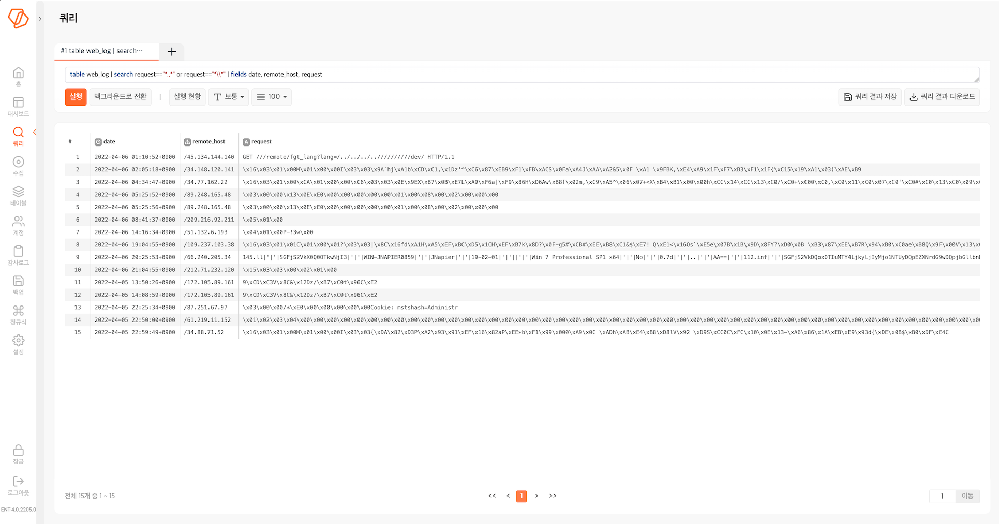 쿼리
#1 table web_log | search···
table web_log | search request=="*..*" or request=="*\\*" | fields date, remote_host, request
실행 백그라운드로 전환 | 실행 현황 보통 100 쿼리 결과 저장 쿼리 결과 다운로드
홈
대시보드
쿼리
수집
테이블
계정
감사로그
백업
정규식
설정
잠금
로그아웃
ENT-4.0.2205.0
# date remote_host request
1 2022-04-06 01:10:52+0900 /45.134.144.140 GET ///remote/fgt_lang?lang=/../../../..//////////dev/ HTTP/1.1
2 2022-04-06 02:05:18+0900 /34.148.120.141 \x16\x03\x01\x00M\x01\x00\x00I\x03\x03\x9A`hj\xA1b\xCD\xC1,\x1Dz'^\xC6\x87\xEB9\xF1\xFB\xACS\x0Fa\xA4J\xAA\xA2&5\x0F \xA1 \x9FBK,\xE4\xA9\x1F\xF7\xB3\xF1\x1F{\xC15\x19\xA1\x03)\xAE\xB9
3 2022-04-06 04:34:47+0900 /34.77.162.22 \x16\x03\x01\x00\xCA\x01\x00\x00\xC6\x03\x03\x0E\x9EX\xB7\x0B\xE7L\xA9\xF6a|\xF9\x86H\xD6Aw\xB8(\x02m,\xC9\xA5^\x06\x07+<X\xB4\xB1\x00\x00h\xCC\x14\xCC\x13\xC0/\xC0+\xC00\xC0,\xC0\x11\xC0\x07\xC0'\xC0#\xC0\x13\xC0\x09\x
4 2022-04-06 05:25:52+0900 /89.248.165.48 \x03\x00\x00\x13\x0E\xE0\x00\x00\x00\x00\x00\x01\x00\x08\x00\x02\x00\x00\x00
5 2022-04-06 05:25:56+0900 /89.248.165.48 \x03\x00\x00\x13\x0E\xE0\x00\x00\x00\x00\x00\x01\x00\x08\x00\x02\x00\x00\x00
6 2022-04-06 08:41:37+0900 /209.216.92.211 \x05\x01\x00
7 2022-04-06 14:16:34+0900 /51.132.6.193 \x04\x01\x00P-!3w\x00
8 2022-04-06 19:04:55+0900 /109.237.103.38 \x16\x03\x01\x01C\x01\x00\x01?\x03\x03|\x8C\x16fd\xA1H\xA5\xEF\xBC\xD5\x1CH\xEF\xB7k\x8D?\x0F-g5#\xCB#\xEE\xB8\xC1&$\xE7! Q\xE1<\x16Os`\xE5e\x07B\x1B\x9D\x8FY?\xD0\x0B \xB3\x87\xEE\xB7R\x94\xB0\xC0ae\xB8Q\x9F\x00V\x13\x
9 2022-04-06 20:25:53+0900 /66.240.205.34 145.ll|'|'|SGFjS2VkX0Q0OTkwNjI3|'|'|WIN-JNAPIER0859|'|'|JNapier|'|'|19-02-01|'|'||'|'|Win 7 Professional SP1 x64|'|'|No|'|'|0.7d|'|'|..|'|'|AA==|'|'|112.inf|'|'|SGFjS2VkDQoxOTIuMTY4LjkyLjIyMjo1NTUyDQpEZXNrdG9wDQpjbGllbn
10 2022-04-06 21:04:55+0900 /212.71.232.120 \x15\x03\x03\x00\x02\x01\x00
11 2022-04-05 13:50:26+0900 /172.105.89.161 9\xCD\xC3V\x8C&\x12Dz/\xB7\xC0t\x96C\xE2
12 2022-04-05 14:08:59+0900 /172.105.89.161 9\xCD\xC3V\x8C&\x12Dz/\xB7\xC0t\x96C\xE2
13 2022-04-05 22:25:34+0900 /87.251.67.97 \x03\x00\x00/*\xE0\x00\x00\x00\x00\x00Cookie: mstshash=Administr
14 2022-04-05 22:50:00+0900 /61.219.11.152 \x01\x02\x03\x04\x00\x00\x00\x00\x00\x00\x00\x00\x00\x00\x00\x00\x00\x00\x00\x00\x00\x00\x00\x00\x00\x00\x00\x00\x00\x00\x00\x00\x00\x00\x00\x00\x00\x00\x00\x00\x00\x00\x00\x00\x00\x00\x00\x00\x00\x00\x00\x00\x00\x00
15 2022-04-05 22:59:49+0900 /34.88.71.52 \x16\x03\x01\x00M\x01\x00\x00I\x03\x03{\xDA\x82\xD3P\xA2\x93\x91\xEF\x16\x82aP\xEE*b\xF1\x99\x000\xA9\x0C \xADh\xAB\xE4\xB8\xD8lV\x92 \xD9S\xCC0C\xFC\x10\x0E\x13-\xA6\x86\x1A\xEB\xE9\x93d{\xDE\x0B$\xB0\xDF\xE4C
전체 15개 중 1 ~ 15 << < 1 > >> 1 이동